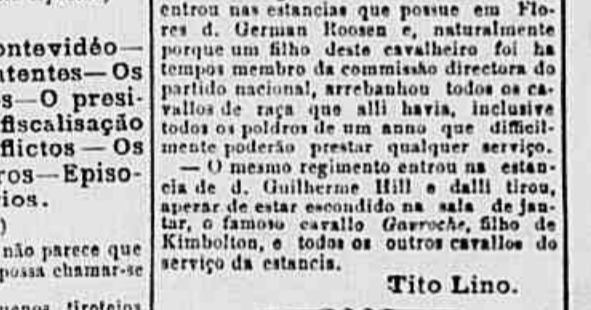 ontevidéo—
ntentes—Os
s—O presi-
fiscalisação
flictos—Os
ros—Episo-
ios.
)
não parece que
possa chamar-se
tiroteios
entrou nas estancias que possue em Flo-
res d. German Roosen e, naturalmente
porque um filho deste cavalheiro foi ha
tempos membro da commissão directora do
partido nacional, arrebanhou todos os ca-
vallos de raça que alli havia, inclusive
todos os poldros de um anno que difficil-
mente poderão prestar qualquer serviço.
— O mesmo regimento entrou na estan-
cia de d. Guilherme Hill e dalli tirou,
apezar de estar escondido na sala de jan-
tar, o famoso cavallo Gavroche, filho de
Kimbolton, e todos os outros cavallos do
serviço da estancia.
Tito Lino.